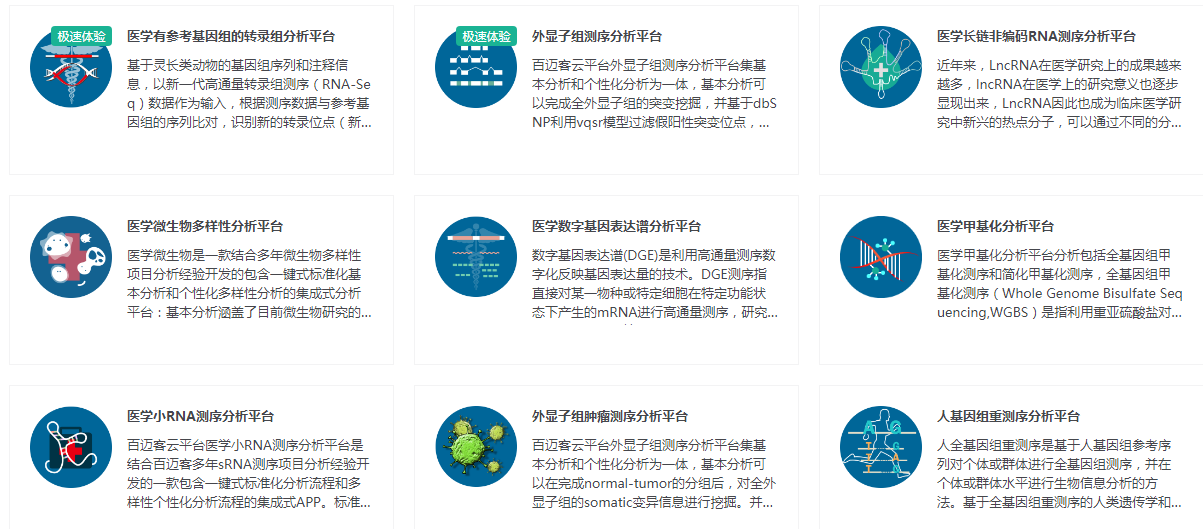 极速体验
医学有参考基因组的转录组分析平台
基于灵长类动物的基因组序列和注释信
息，以新一代高通量转录组测序（RNA-Se
q）数据作为输入，根据测序数据与参考基
因组的序列比对，识别新的转录位点（新...
极速体验
外显子组测序分析平台
百迈客云平台外显子组测序分析平台集基
本分析和个性化分析为一体，基本分析可
以完成全外显子组的突变挖掘，并基于dbS
NP利用vqsr模型过滤假阳性突变位点，...
医学长链非编码RNA测序分析平台
近年来，LncRNA在医学研究上的成果越来
越多，lncRNA在医学上的研究意义也逐步
显现出来，LncRNA因此也成为临床医学研
究中新兴的热点分子，可以通过不同的分...
医学微生物多样性分析平台
医学微生物是一款结合多年微生物多样性
项目分析经验开发的包含一键式标准化基
本分析和个性化多样性分析的集成式分析
平台：基本分析涵盖了目前微生物研究的...
医学数字基因表达谱分析平台
数字基因表达谱(DGE)是利用高通量测序数
字化反映基因表达量的技术。DGE测序指
直接对某一物种或特定细胞在特定功能状
态下产生的mRNA进行高通量测序，研究...
医学甲基化分析平台
医学甲基化分析平台分析包括全基因组甲
基化测序和简化甲基化测序，全基因组甲
基化测序（Whole Genome Bisulfate Seq
uencing,WGBS）是指利用重亚硫酸盐对...
医学小RNA测序分析平台
百迈客云平台医学小RNA测序分析平台是
结合百迈客多年sRNA测序项目分析经验开
发的一款包含一键式标准化分析流程和多
样性个性化分析流程的集成式APP。标准...
外显子组肿瘤测序分析平台
百迈客云平台外显子组测序分析平台集基
本分析和个性化分析为一体，基本分析可
以在完成normal-tumor的分组后，对全外
显子组的somatic变异信息进行挖掘。并...
人基因组重测序分析平台
人全基因组重测序是基于人基因组参考序
列对个体或群体进行全基因组测序，并在
个体或群体水平进行生物信息分析的方
法。基于全基因组重测序的人类遗传学和...